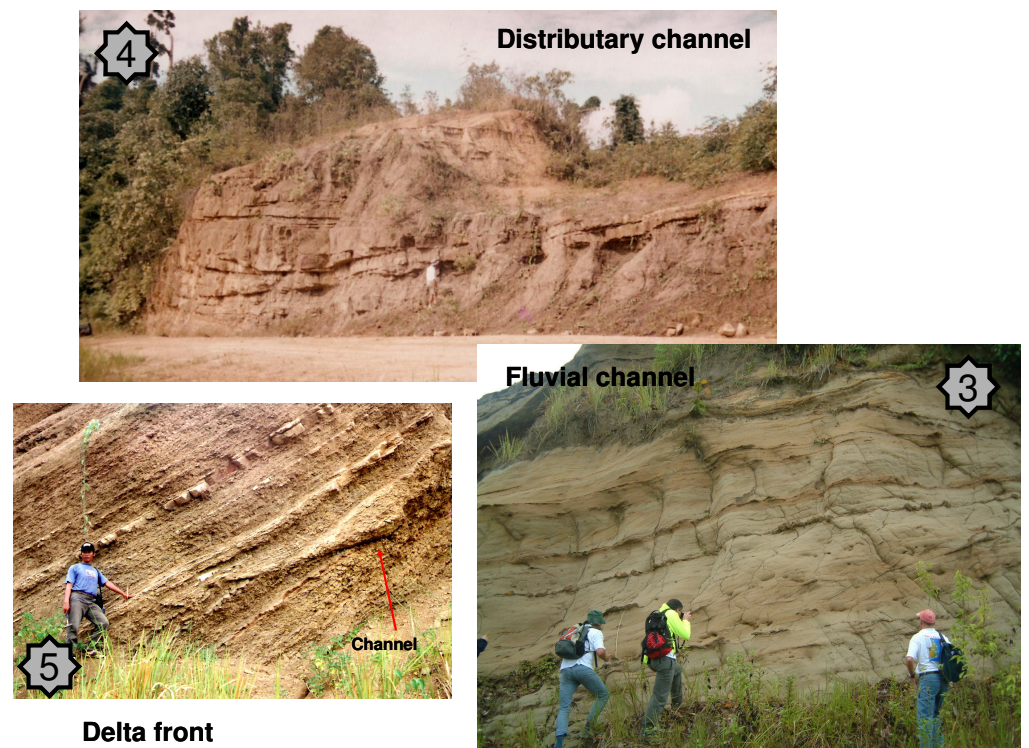 4
Distributary channel
Fluvial channel
3
Channel
5
Delta front